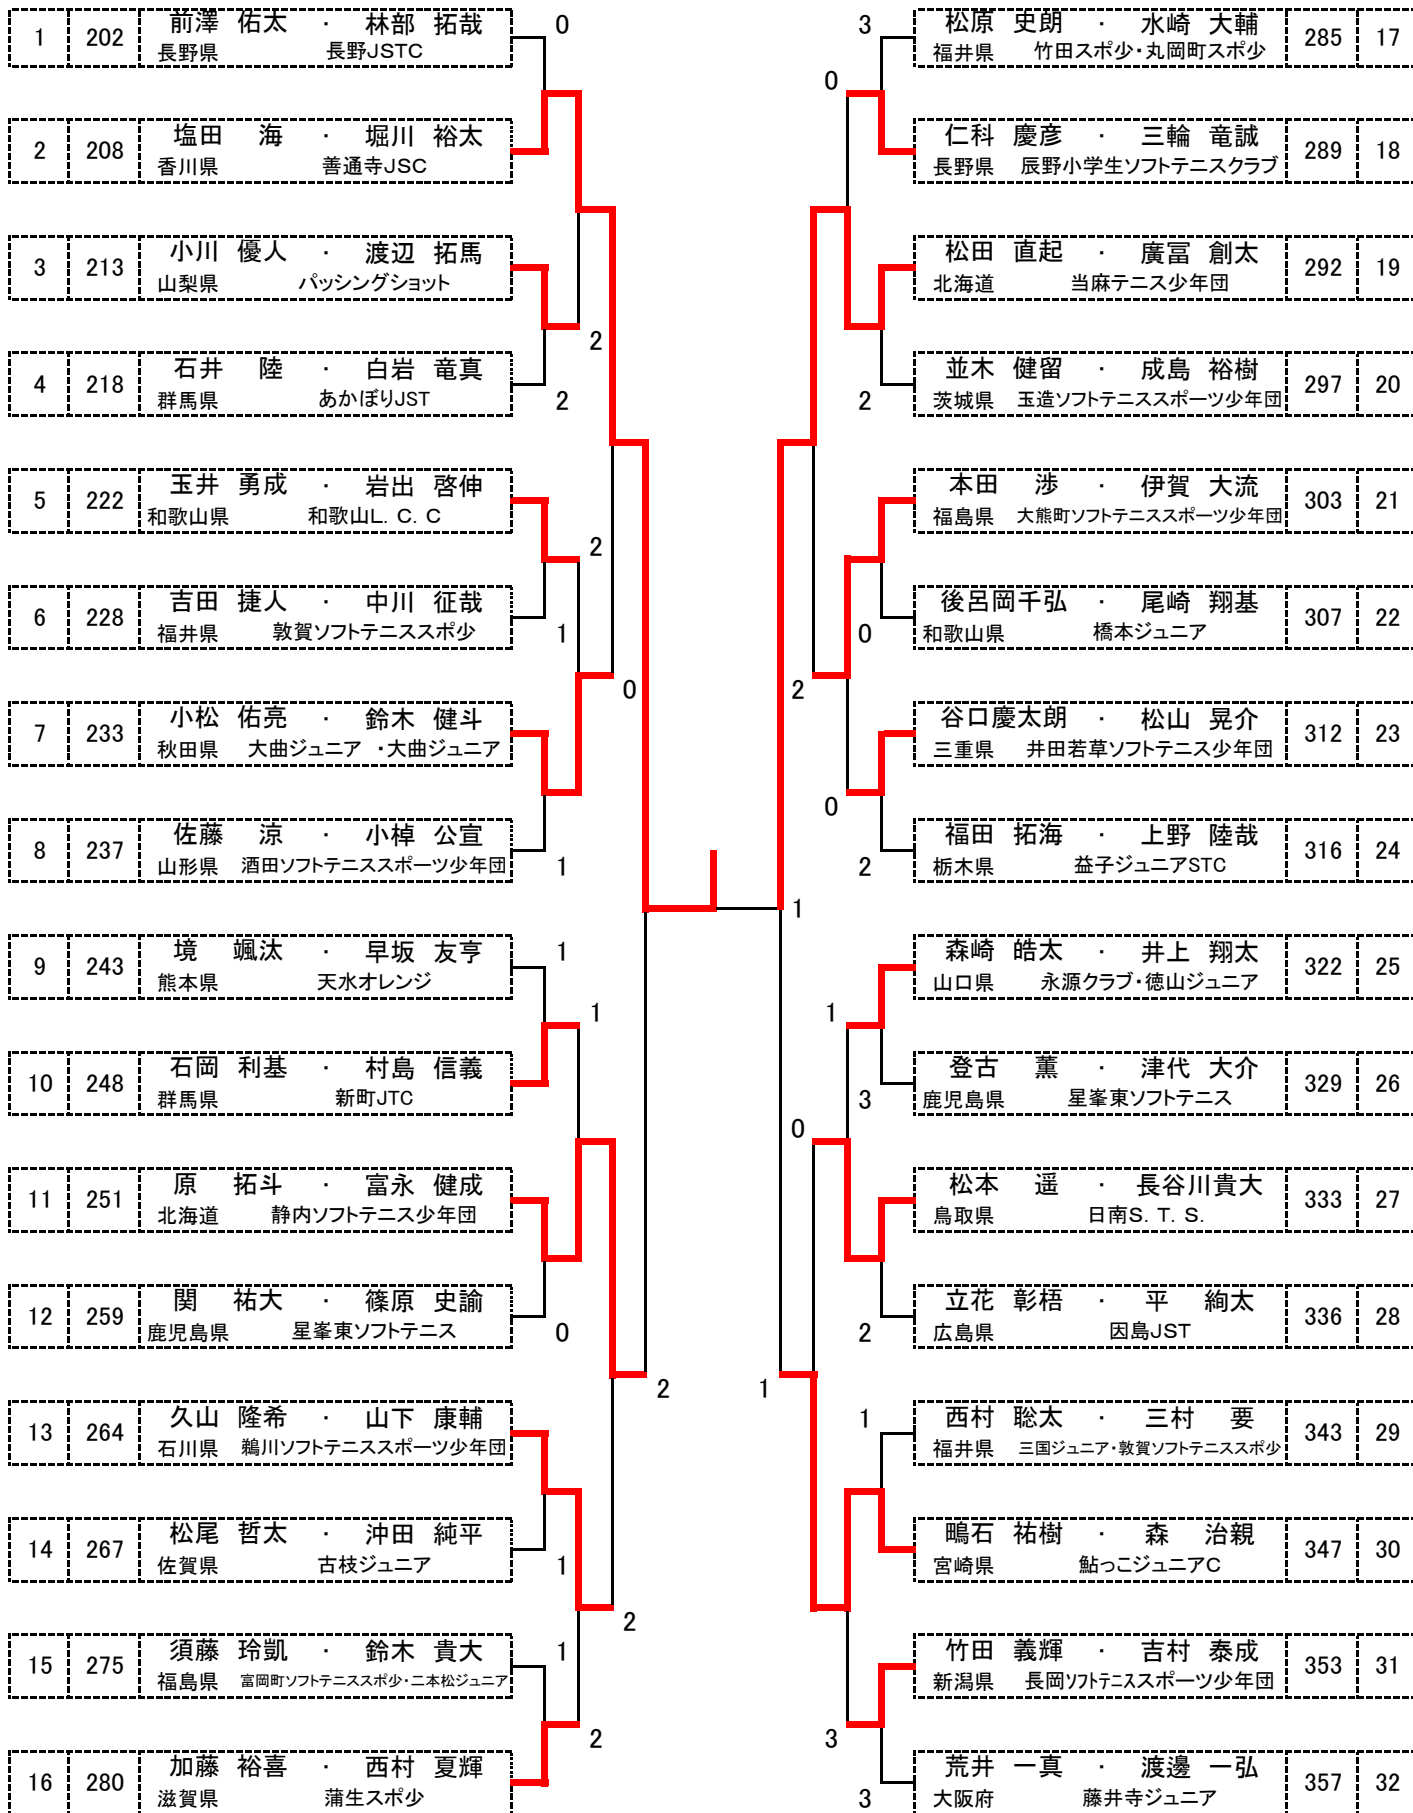 1 202 前澤 佑太 ・ 林部 拓哉
長野県 長野JSTC
0
2 208 塩田 海 ・ 堀川 裕太
香川県 善通寺JSC
3 213 小川 優人 ・ 渡辺 拓馬
山梨県 パッシングショット
2
4 218 石井 陸 ・ 白岩 竜真
群馬県 あかぼりJST
2
5 222 玉井 勇成 ・ 岩出 啓伸
和歌山県 和歌山L. C. C
2
6 228 吉田 捷人 ・ 中川 征哉
福井県 敦賀ソフトテニススポ少
1
0
7 233 小松 佑亮 ・ 鈴木 健斗
秋田県 大曲ジュニア ・大曲ジュニア
8 237 佐藤 涼 ・ 小棹 公宣
山形県 酒田ソフトテニススポーツ少年団
1
9 243 境 颯汰 ・ 早坂 友亨
熊本県 天水オレンジ
1
1
10 248 石岡 利基 ・ 村島 信義
群馬県 新町JTC
11 251 原 拓斗 ・ 富永 健成
北海道 静内ソフトテニス少年団
12 259 関 祐大 ・ 篠原 史諭
鹿児島県 星峯東ソフトテニス
0
2
13 264 久山 隆希 ・ 山下 康輔
石川県 鵜川ソフトテニススポーツ少年団
14 267 松尾 哲太 ・ 沖田 純平
佐賀県 古枝ジュニア
1
2
15 275 須藤 玲凱 ・ 鈴木 貴大
福島県 富岡町ソフトテニススポ少・二本松ジュニア
1
2
16 280 加藤 裕喜 ・ 西村 夏輝
滋賀県 蒲生スポ少
3
松原 史朗 ・ 水崎 大輔 285 17
福井県 竹田スポ少・丸岡町スポ少
0
仁科 慶彦 ・ 三輪 竜誠 289 18
長野県 辰野小学生ソフトテニスクラブ
松田 直起 ・ 廣冨 創太 292 19
北海道 当麻テニス少年団
並木 健留 ・ 成島 裕樹 297 20
茨城県 玉造ソフトテニススポーツ少年団
2
本田 渉 ・ 伊賀 大流 303 21
福島県 大熊町ソフトテニススポーツ少年団
後呂岡千弘 ・ 尾崎 翔基 307 22
和歌山県 橋本ジュニア
0
2
谷口慶太朗 ・ 松山 晃介 312 23
三重県 井田若草ソフトテニス少年団
0
福田 拓海 ・ 上野 陸哉 316 24
栃木県 益子ジュニアSTC
2
1
森崎 皓太 ・ 井上 翔太 322 25
山口県 永源クラブ・徳山ジュニア
1
登古 薫 ・ 津代 大介 329 26
鹿児島県 星峯東ソフトテニス
3
0
松本 遥 ・ 長谷川貴大 333 27
鳥取県 日南S. T. S.
立花 彰梧 ・ 平 絢太 336 28
広島県 因島JST
2
1
1
西村 聡太 ・ 三村 要 343 29
福井県 三国ジュニア・敦賀ソフトテニススポ少
鴫石 祐樹 ・ 森 治親 347 30
宮崎県 鮎っこジュニアC
竹田 義輝 ・ 吉村 泰成 353 31
新潟県 長岡ソフトテニススポーツ少年団
3
荒井 一真 ・ 渡邊 一弘 357 32
大阪府 藤井寺ジュニア
3